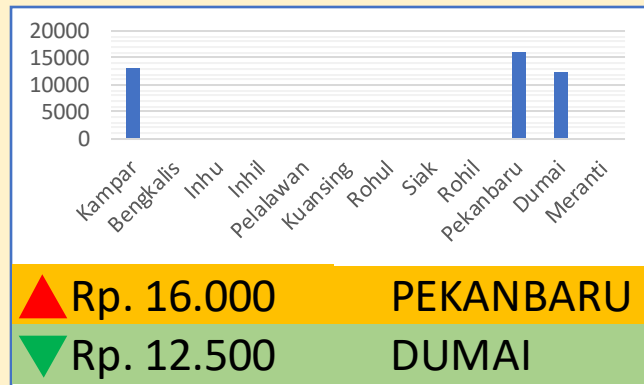 20000
15000
10000
5000
0
Kampar
Bengkalis
Inhu
Inhil
Pelalawan
Kuansing
Rohul
Siak
Rohil
Pekanbaru
Dumai
Meranti
Rp. 16.000 PEKANBARU
Rp. 12.500 DUMAI